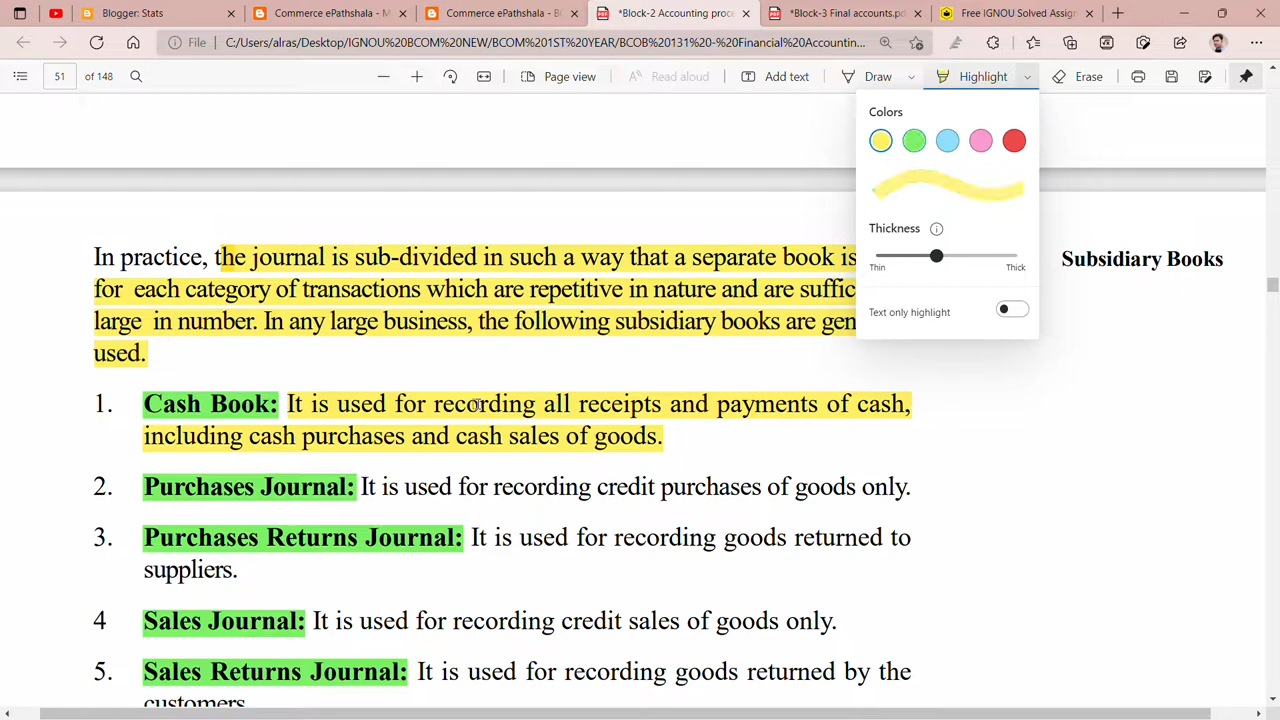 Blogger: Stats
Commerce ePathshala - M
Commerce ePathshala - BC
*Block-2 Accounting proce
*Block-3 Final accounts.pd
Free IGNOU Solved Assign
File
C:/Users/alras/Desktop/IGNOU%20BCOM%20NEW/BCOM%201ST%20YEAR/BCOB%20131%20-%20Financial%20Accountin...
51 of 148
Page view
Read aloud
Add text
Draw
Highlight
Erase
Colors
Thickness
Thin Thick
Text only highlight
In practice, the journal is sub-divided in such a way that a separate book is
for each category of transactions which are repetitive in nature and are suffic
large in number. In any large business, the following subsidiary books are gen
used.
Subsidiary Books
1. Cash Book: It is used for recording all receipts and payments of cash,
including cash purchases and cash sales of goods.
2. Purchases Journal: It is used for recording credit purchases of goods only.
3. Purchases Returns Journal: It is used for recording goods returned to
suppliers.
4 Sales Journal: It is used for recording credit sales of goods only.
5. Sales Returns Journal: It is used for recording goods returned by the
customers.